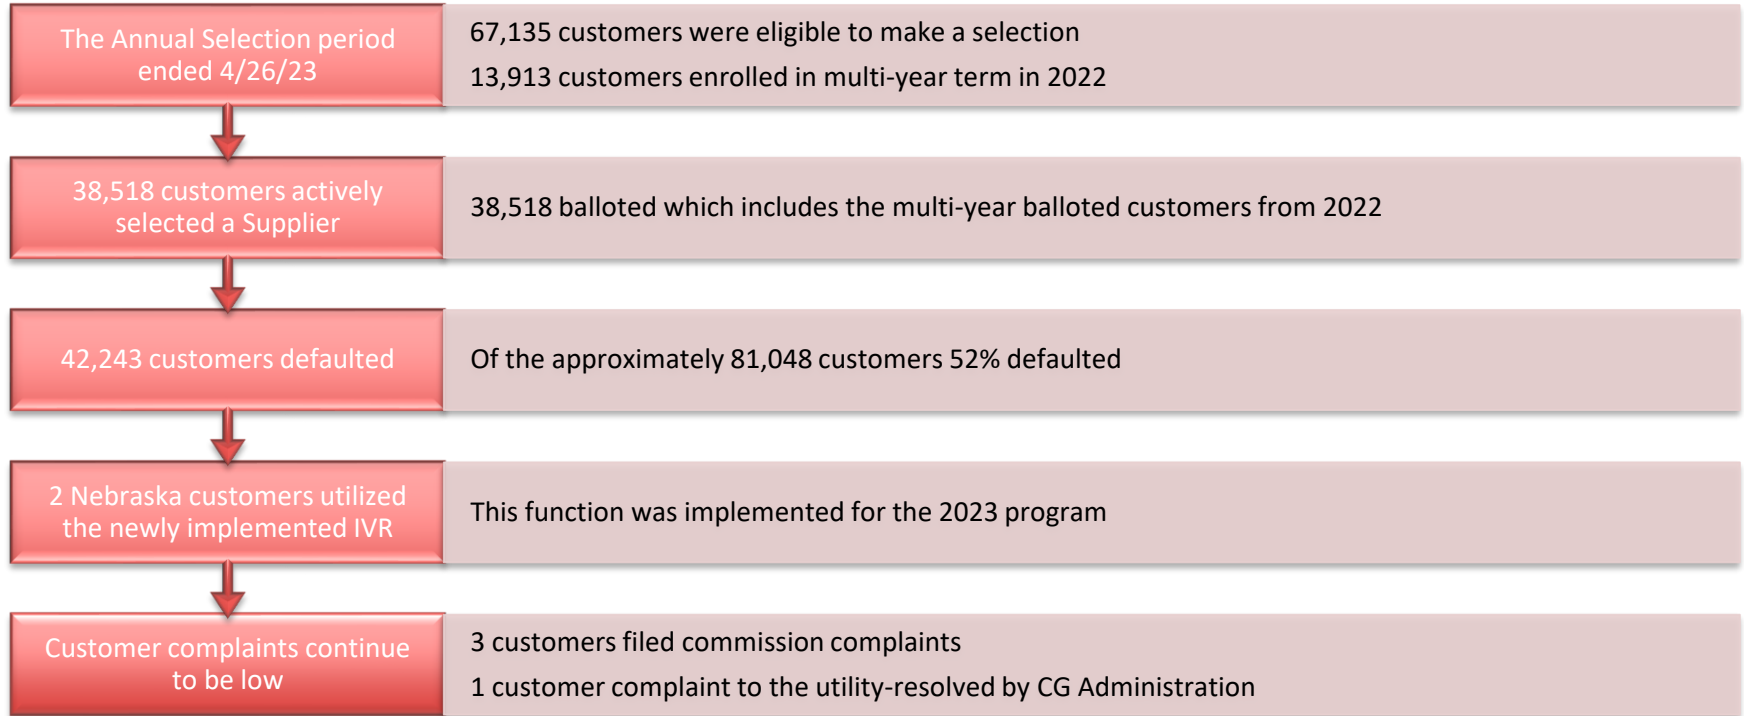 The Annual Selection period
ended 4/26/23
67,135 customers were eligible to make a selection
13,913 customers enrolled in multi-year term in 2022
38,518 customers actively
selected a Supplier
38,518 balloted which includes the multi-year balloted customers from 2022
42,243 customers defaulted
Of the approximately 81,048 customers 52% defaulted
2 Nebraska customers utilized
the newly implemented IVR
This function was implemented for the 2023 program
Customer complaints continue
to be low
3 customers filed commission complaints
1 customer complaint to the utility-resolved by CG Administration